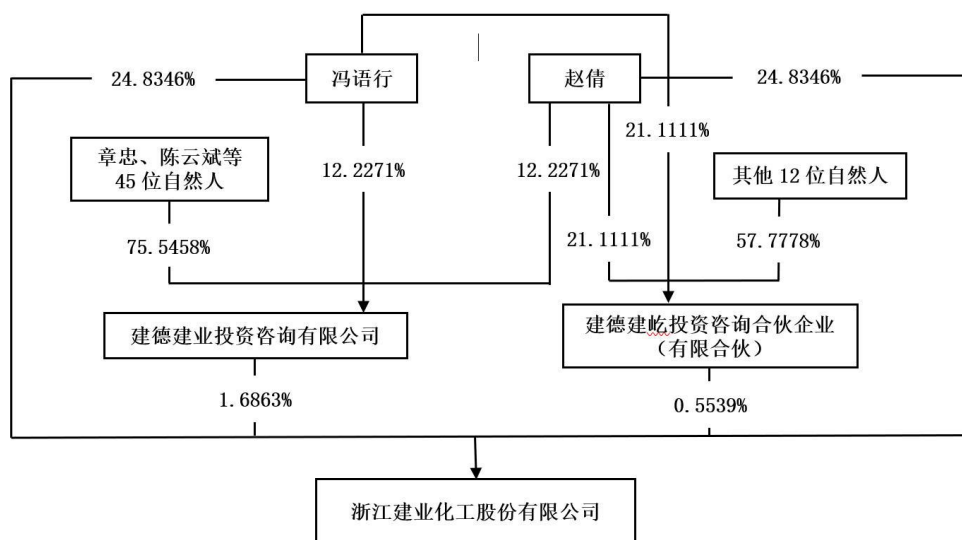 冯语行
赵倩
24.8346%
24.8346%
21.1111%
章忠、陈云斌等
45位自然人
12.2271%
12.2271%
其他12位自然人
75.5458%
21.1111%
57.7778%
建德建业投资咨询有限公司
建德建屹投资咨询合伙企业
（有限合伙）
1.6863%
0.5539%
浙江建业化工股份有限公司